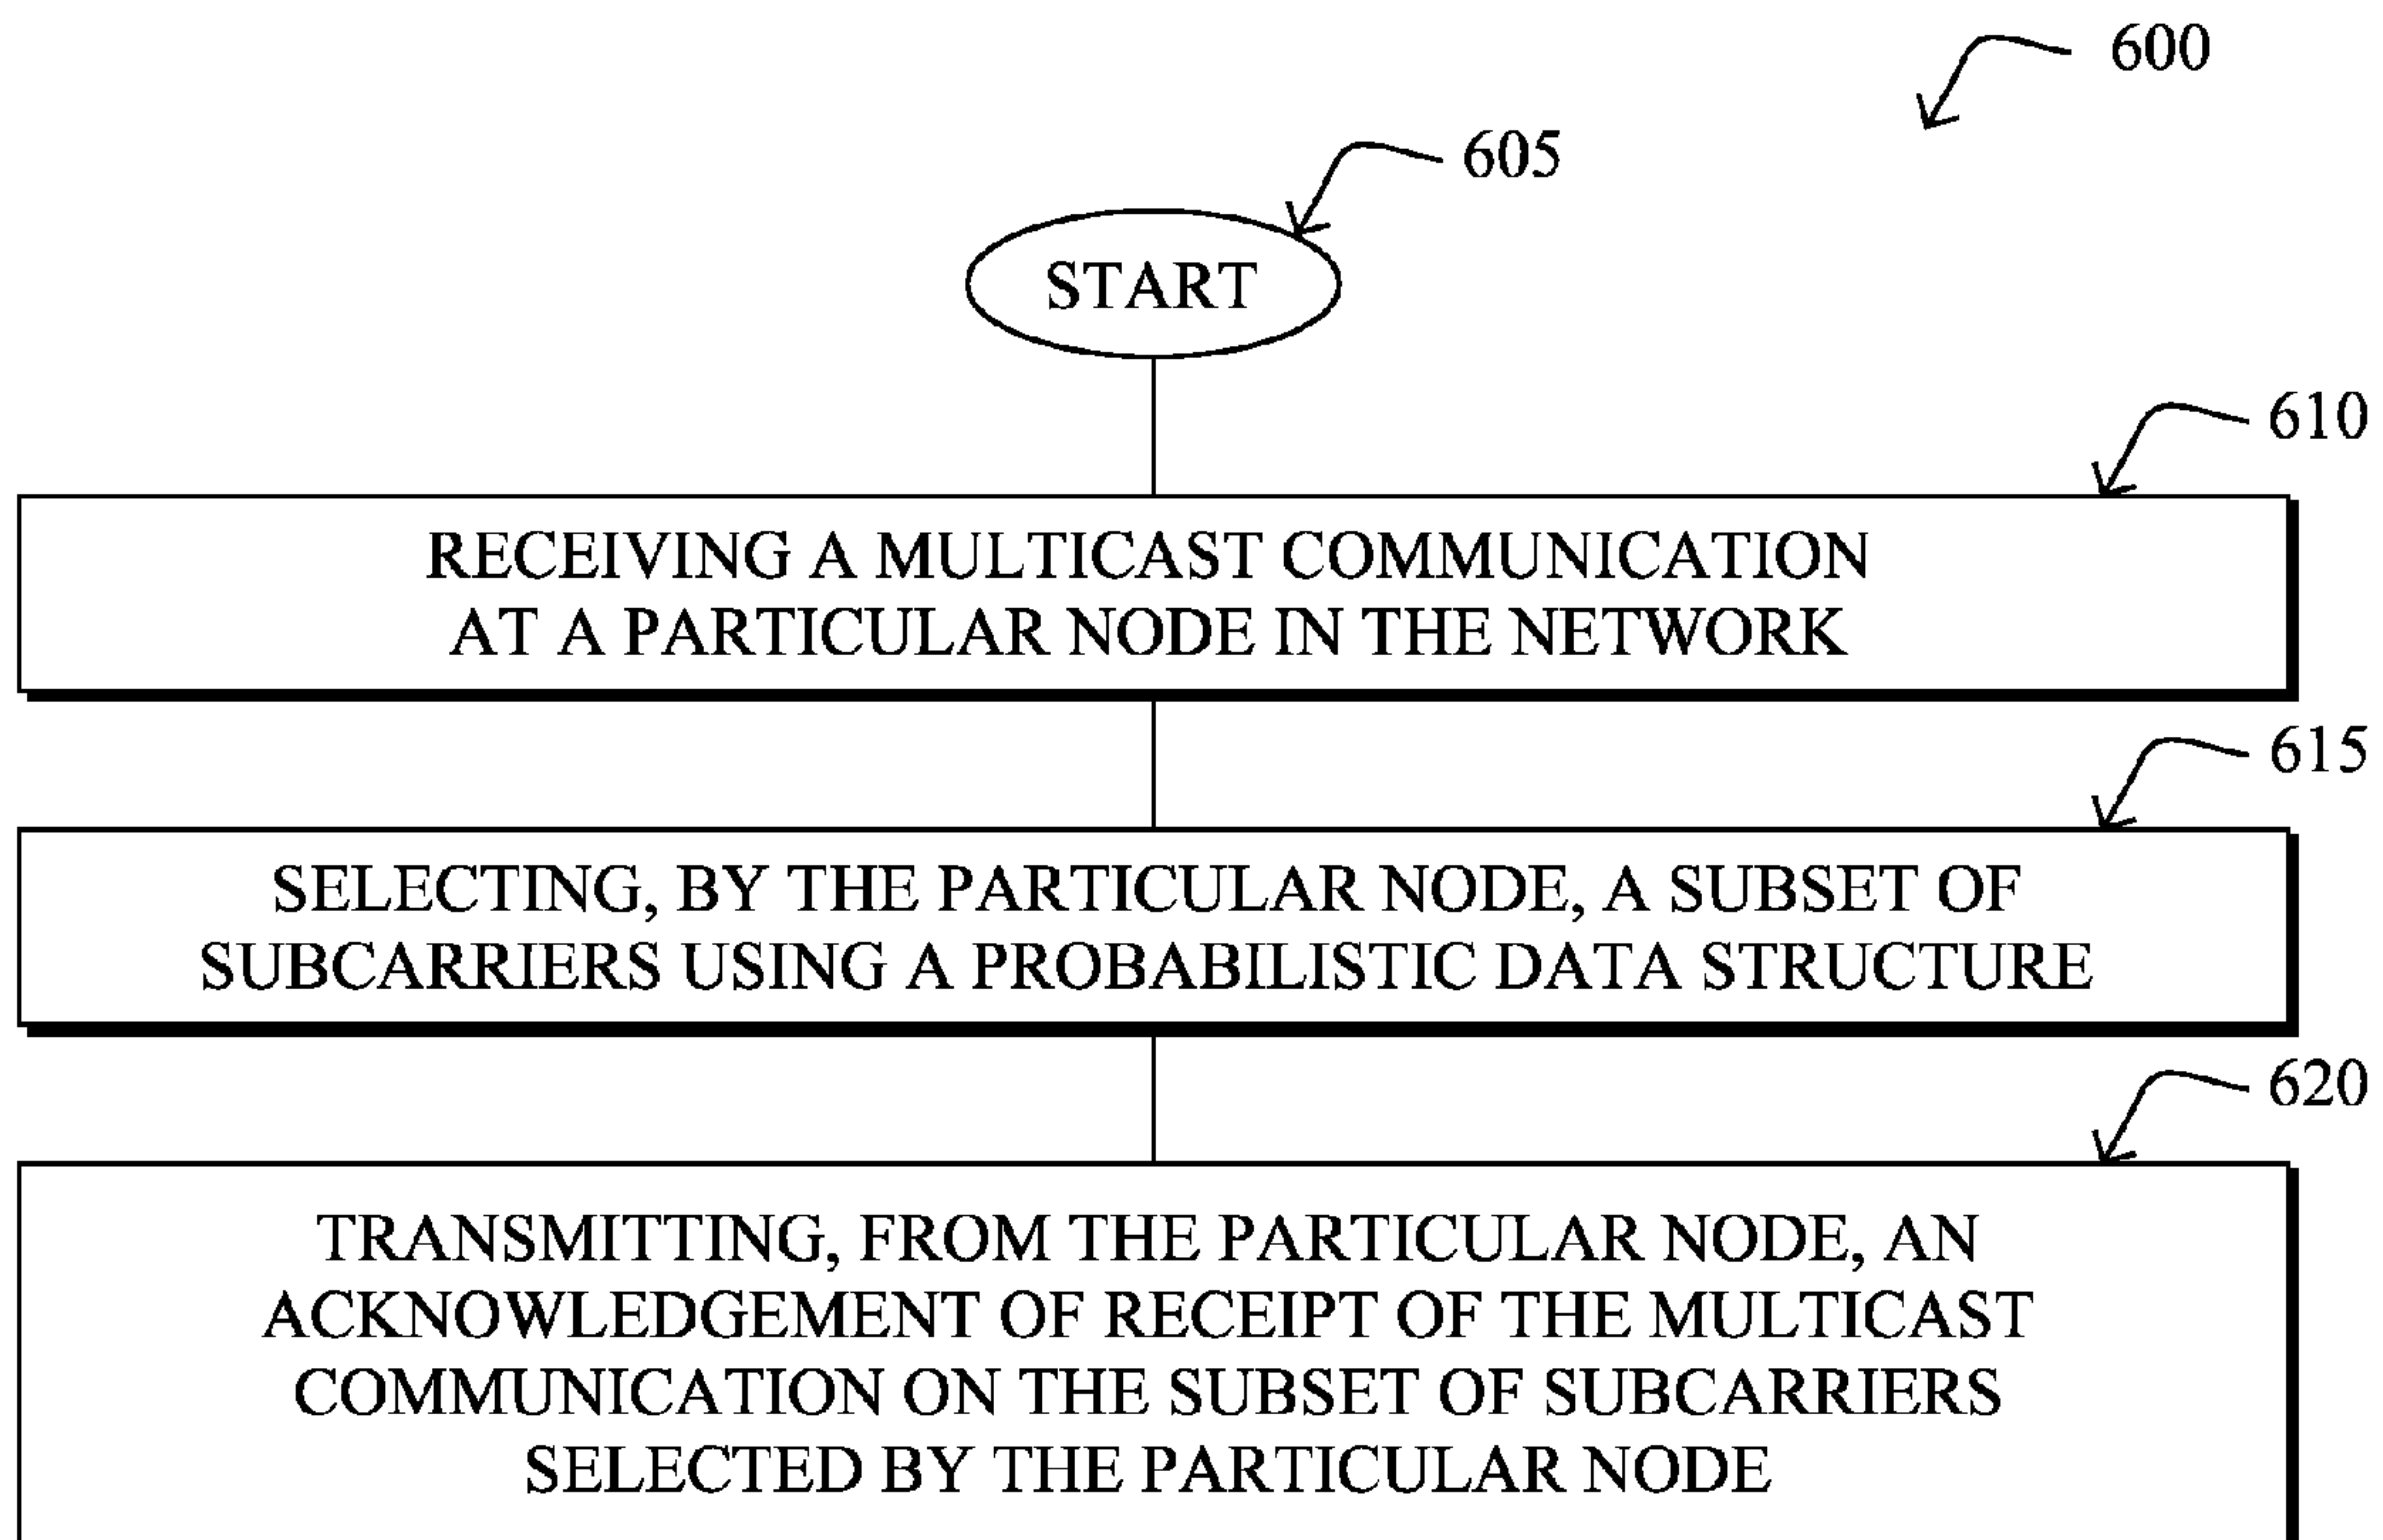 600
605
START
610
RECEIVING A MULTICAST COMMUNICATION
AT A PARTICULAR NODE IN THE NETWORK
615
SELECTING, BY THE PARTICULAR NODE, A SUBSET OF
SUBCARRIERS USING A PROBABILISTIC DATA STRUCTURE
620
TRANSMITTING, FROM THE PARTICULAR NODE, AN
ACKNOWLEDGEMENT OF RECEIPT OF THE MULTICAST
COMMUNICATION ON THE SUBSET OF SUBCARRIERS
SELECTED BY THE PARTICULAR NODE